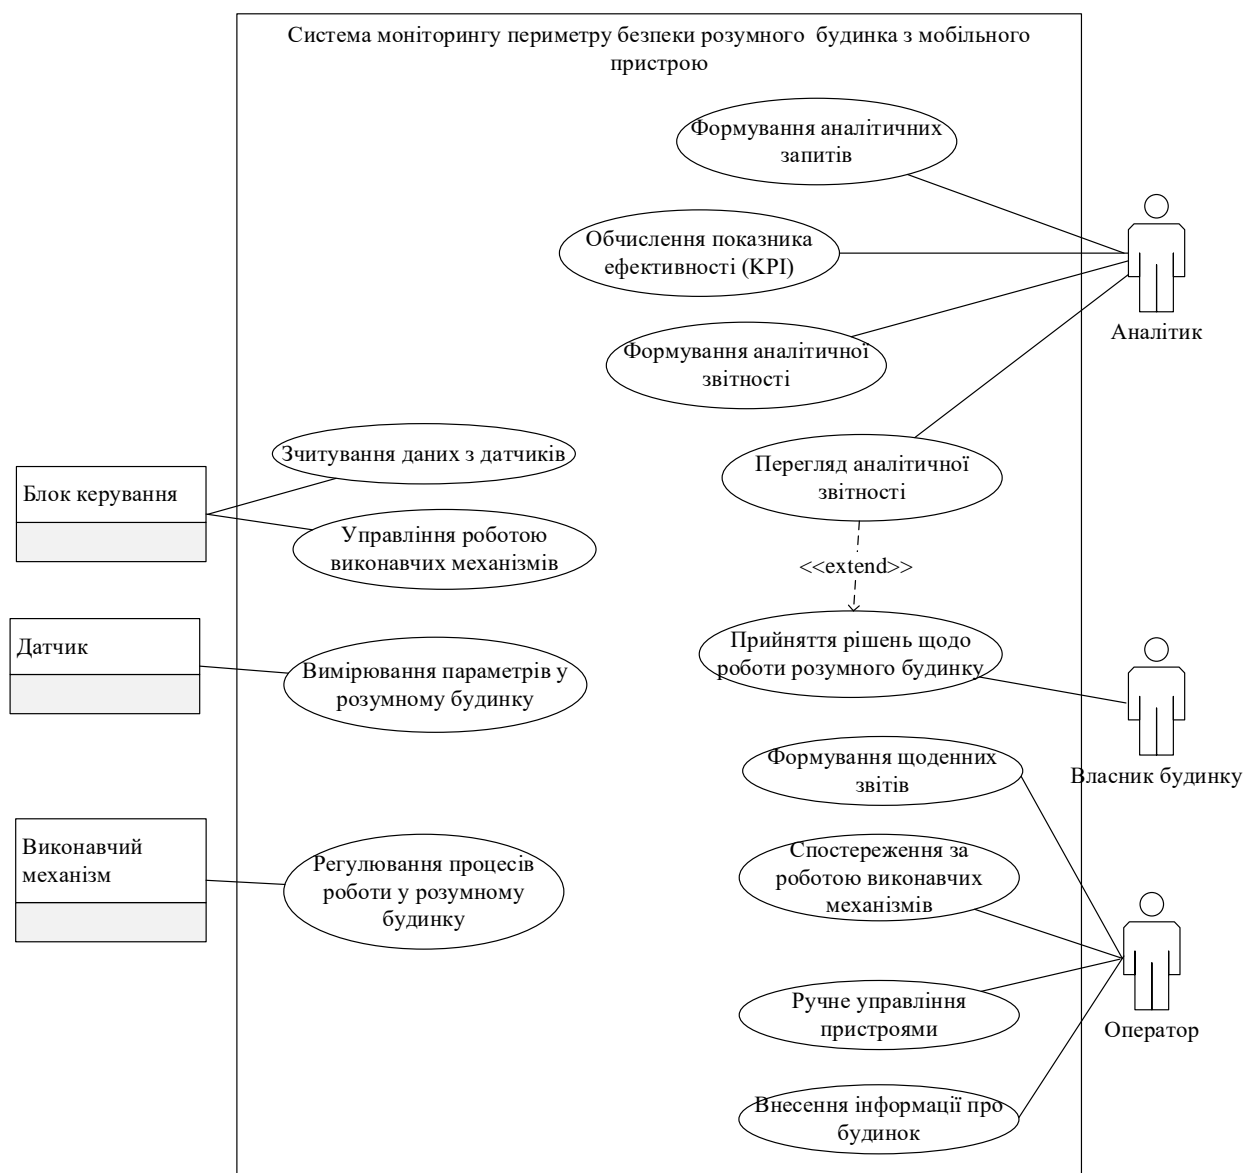 Система моніторингу периметру безпеки розумного будинка з мобільного
пристрою
Формування аналітичних
запитів
Обчислення показника
ефективності (KPI)
Аналітик
Формування аналітичної
звітності
Зчитування даних з датчиків
Перегляд аналітичної
звітності
Блок керування
Управління роботою
виконавчих механізмів
<<extend>>
Датчик
Прийняття рішень щодо
роботи розумного будинку
Вимірювання параметрів у
розумному будинку
Формування щоденних
звітів
Власник будинку
Виконавчий
механізм
Регулювання процесів
роботи у розумному
будинку
Спостереження за
роботою виконавчих
механізмів
Ручне управління
пристроями
Оператор
Внесення інформації про
будинок